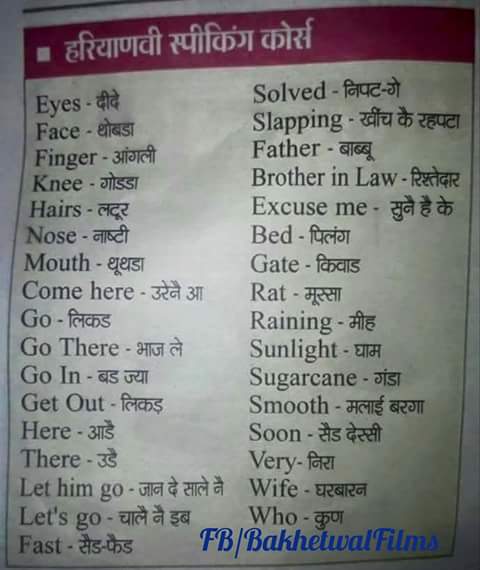 हरियाणवी स्पीकिंग कोर्स
Eyes - दीदे
Face - थोबडा
Finger - आंगली
Knee - गोडडा
Hairs - लटूर
Nose - नाष्टी
Mouth - थूथडा
Come here - उरेनै आ
Go - लिकड
Go There - भाज ले
Go In - बड ज्या
Get Out - लिकड़
Here - आडै
There - उडै
Let him go - जान दे साले नै
Let's go - चालै नै इब
Fast - सैड-फैड
Solved - निपट-गे
Slapping - खींच कै रहपटा
Father - बाब्बू
Brother in Law - रिश्तेदार
Excuse me - सुनै है के
Bed - पिलंग
Gate - किवाड
Rat - मूस्सा
Raining - मीह
Sunlight - घाम
Sugarcane - गंडा
Smooth - मलाई बरगा
Soon - सैड देस्सी
Very- निरा
Wife - घरबारन
Who - कुण
FB/BakhetwalFilms